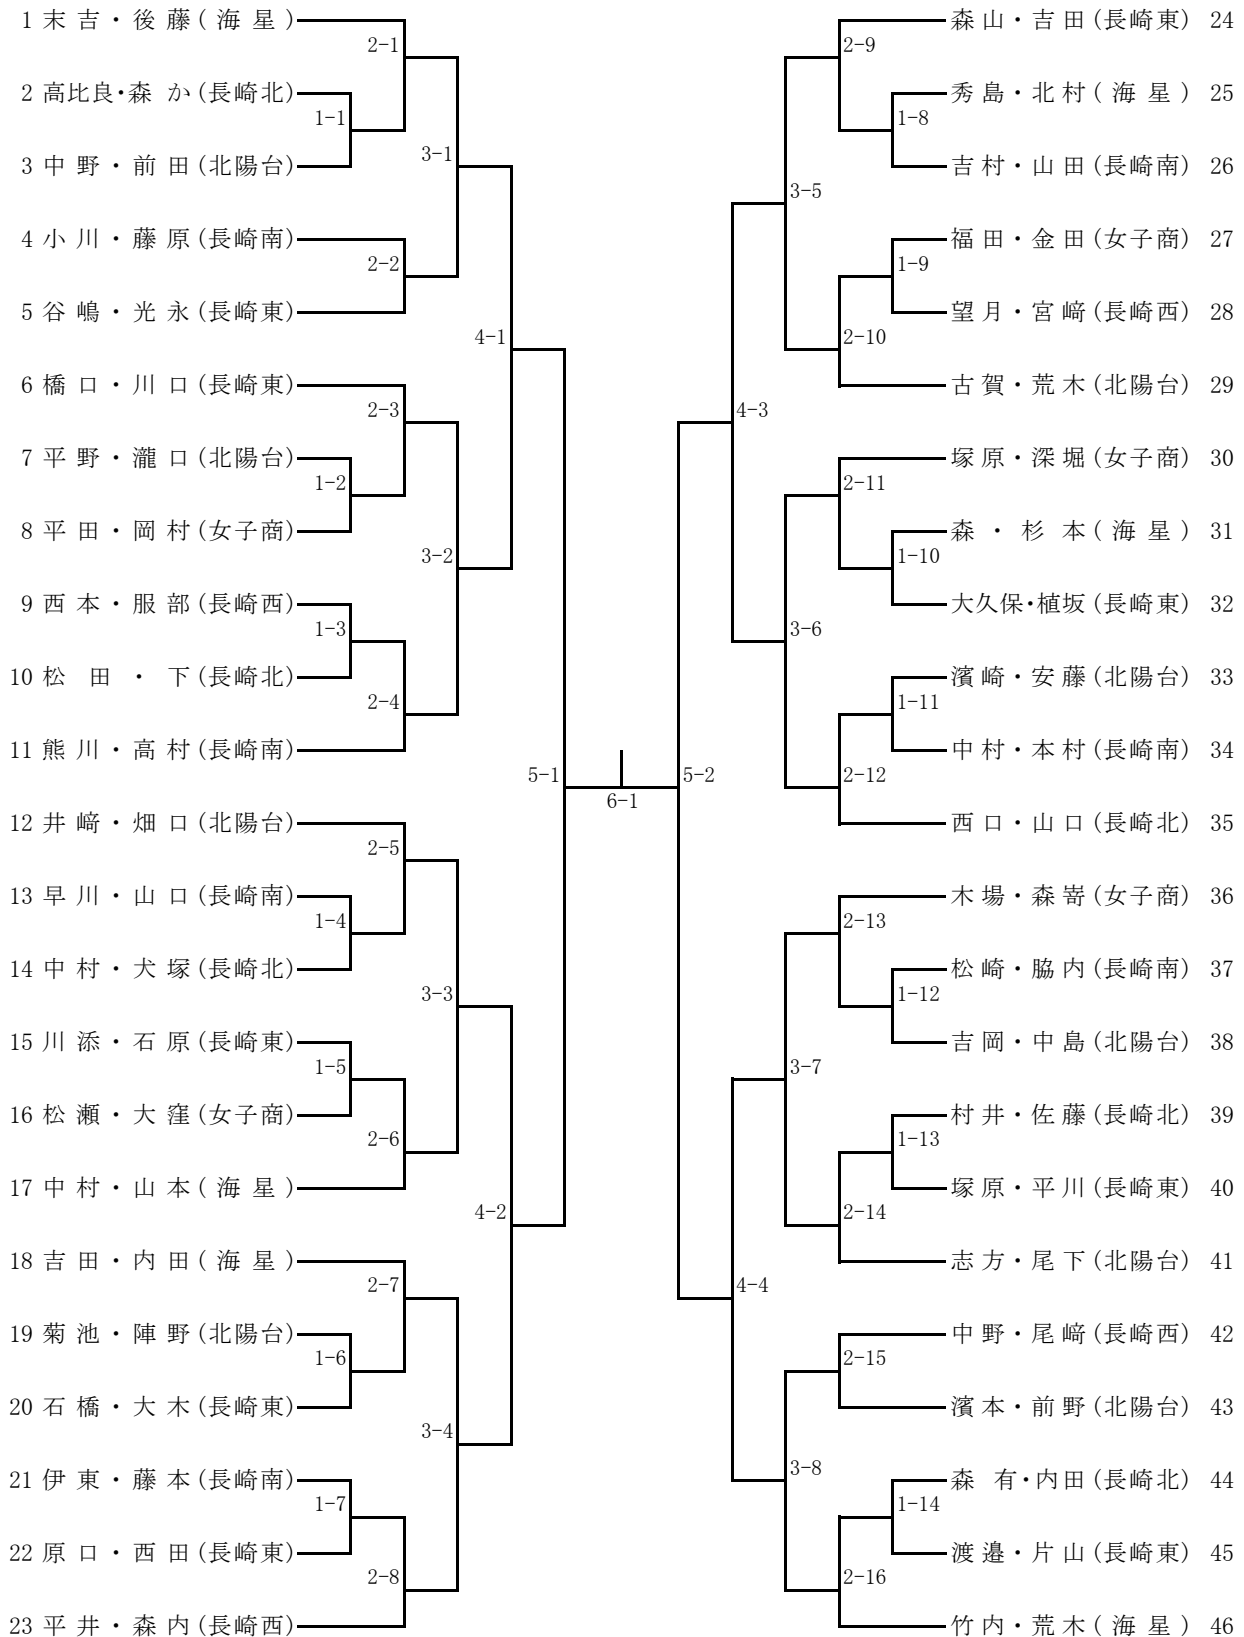 1 末吉・後藤(海星)
2-1
2 高比良・森か(長崎北)
1-1
3 中野・前田(北陽台)
3-1
4 小川・藤原(長崎南)
2-2
5 谷嶋・光永(長崎東)
4-1
6 橋口・川口(長崎東)
2-3
7 平野・瀧口(北陽台)
1-2
8 平田・岡村(女子商)
3-2
9 西本・服部(長崎西)
1-3
10 松田・下(長崎北)
2-4
11 熊川・高村(長崎南)
5-1
12 井﨑・畑口(北陽台)
2-5
13 早川・山口(長崎南)
1-4
14 中村・犬塚(長崎北)
3-3
15 川添・石原(長崎東)
1-5
16 松瀬・大窪(女子商)
2-6
17 中村・山本(海星)
4-2
18 吉田・内田(海星)
2-7
19 菊池・陣野(北陽台)
1-6
20 石橋・大木(長崎東)
3-4
21 伊東・藤本(長崎南)
1-7
22 原口・西田(長崎東)
2-8
23 平井・森内(長崎西)
6-1
森山・吉田(長崎東) 24
2-9
秀島・北村(海星) 25
1-8
吉村・山田(長崎南) 26
3-5
福田・金田(女子商) 27
1-9
望月・宮﨑(長崎西) 28
2-10
古賀・荒木(北陽台) 29
4-3
塚原・深堀(女子商) 30
2-11
森・杉本(海星) 31
1-10
大久保・植坂(長崎東) 32
3-6
濱崎・安藤(北陽台) 33
1-11
中村・本村(長崎南) 34
2-12
5-2
西口・山口(長崎北) 35
木場・森嵜(女子商) 36
2-13
松崎・脇内(長崎南) 37
1-12
吉岡・中島(北陽台) 38
3-7
村井・佐藤(長崎北) 39
1-13
塚原・平川(長崎東) 40
2-14
志方・尾下(北陽台) 41
4-4
中野・尾﨑(長崎西) 42
2-15
濱本・前野(北陽台) 43
3-8
森有・内田(長崎北) 44
1-14
渡邉・片山(長崎東) 45
2-16
竹内・荒木(海星) 46